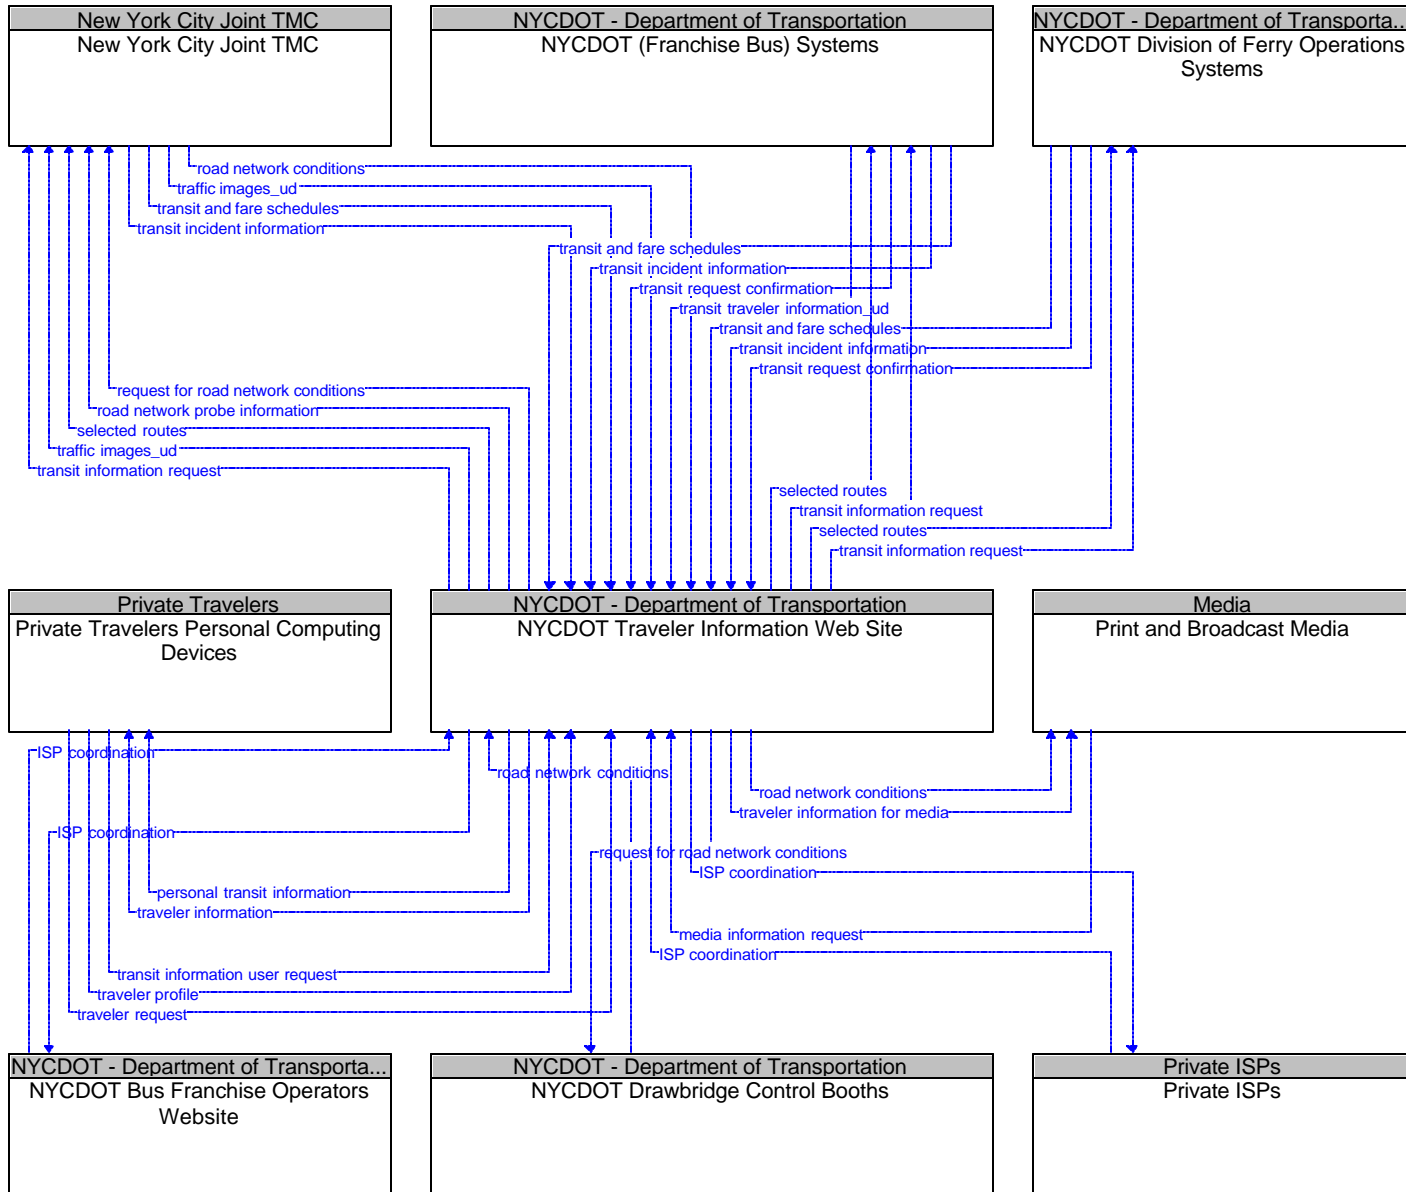 New York City Joint TMC
New York City Joint TMC
NYCDOT - Department of Transportation
NYCDOT (Franchise Bus) Systems
NYCDOT - Department of Transporta...
NYCDOT Division of Ferry Operations
Systems
road network conditions
traffic images_ud
transit and fare schedules
transit incident information
transit and fare schedules
transit incident information
transit request confirmation
transit traveler information_ud
transit and fare schedules
transit incident information
transit request confirmation
request for road network conditions
road network probe information
selected routes
traffic images_ud
transit information request
selected routes
transit information request
selected routes
transit information request
Private Travelers
Private Travelers Personal Computing
Devices
NYCDOT - Department of Transportation
NYCDOT Traveler Information Web Site
Media
Print and Broadcast Media
ISP coordination
road network conditions
road network conditions
traveler information for media
ISP coordination
request for road network conditions
ISP coordination
personal transit information
traveler information
media information request
ISP coordination
transit information user request
traveler profile
traveler request
NYCDOT - Department of Transporta...
NYCDOT Bus Franchise Operators
Website
NYCDOT - Department of Transportation
NYCDOT Drawbridge Control Booths
Private ISPs
Private ISPs